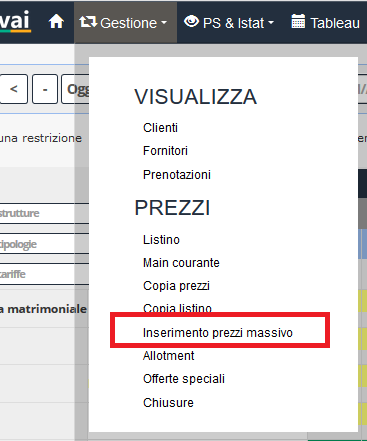 vai Gestione PS & Istat Tableau
< - Ogg
VISUALIZZA
Clienti
una restrizione
Fornitori
Prenotazioni
PREZZI
strutture
Listino
tipologie
Main courante
tariffe
Copia prezzi
a matrimoniale
Copia listino
Inserimento prezzi massivo
Allotment
Offerte speciali
Chiusure